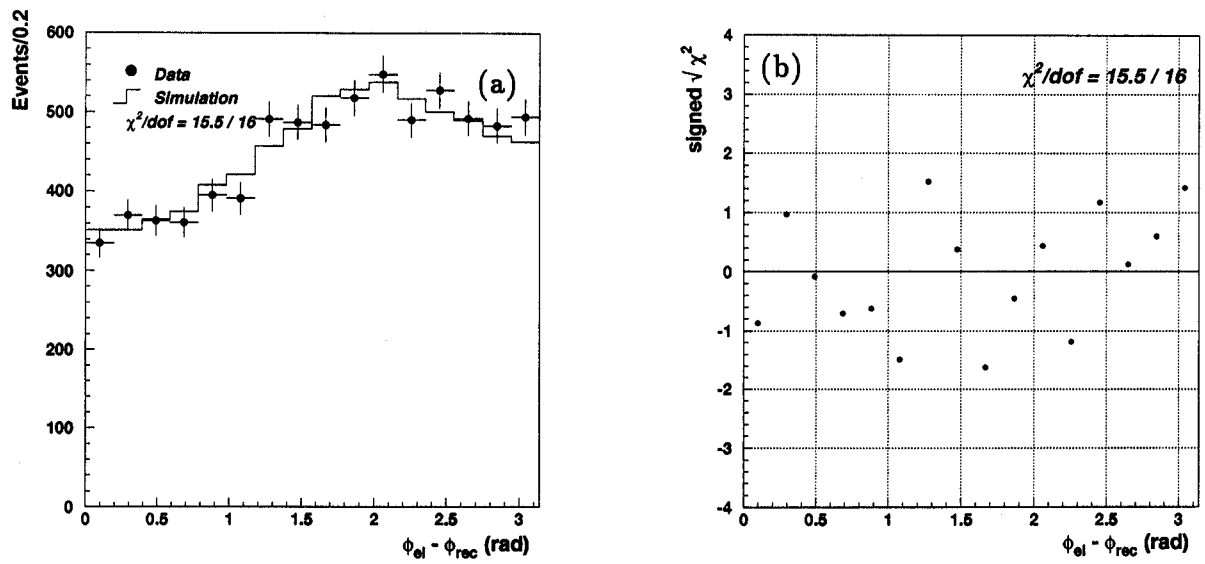 Events/0.2
600
500
400
300
200
100
0
(a)
Data
Simulation
χ²/dof = 15.5 / 16
0 0.5 1 1.5 2 2.5 3
ϕel - ϕrec (rad)
signed √χ²
4
3
2
1
0
-1
-2
-3
-4
(b)
χ²/dof = 15.5 / 16
0 0.5 1 1.5 2 2.5 3
ϕel - ϕrec (rad)